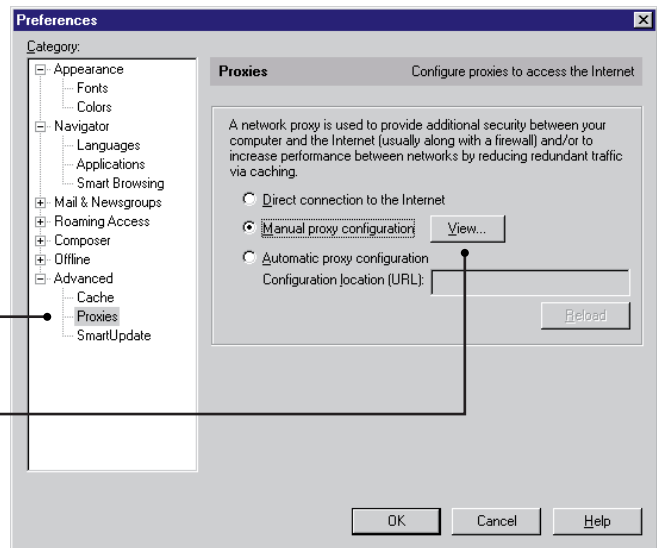 Preferences
Category:
Appearance
Fonts
Colors
Navigator
Languages
Applications
Smart Browsing
Mail & Newsgroups
Roaming Access
Composer
Offline
Advanced
Cache
Proxies
SmartUpdate
Proxies Configure proxies to access the Internet
A network proxy is used to provide additional security between your
computer and the Internet (usually along with a firewall) and/or to
increase performance between networks by reducing redundant traffic
via caching.
Direct connection to the Internet
Manual proxy configuration View...
Automatic proxy configuration
Configuration location (URL):
Reload
OK Cancel Help